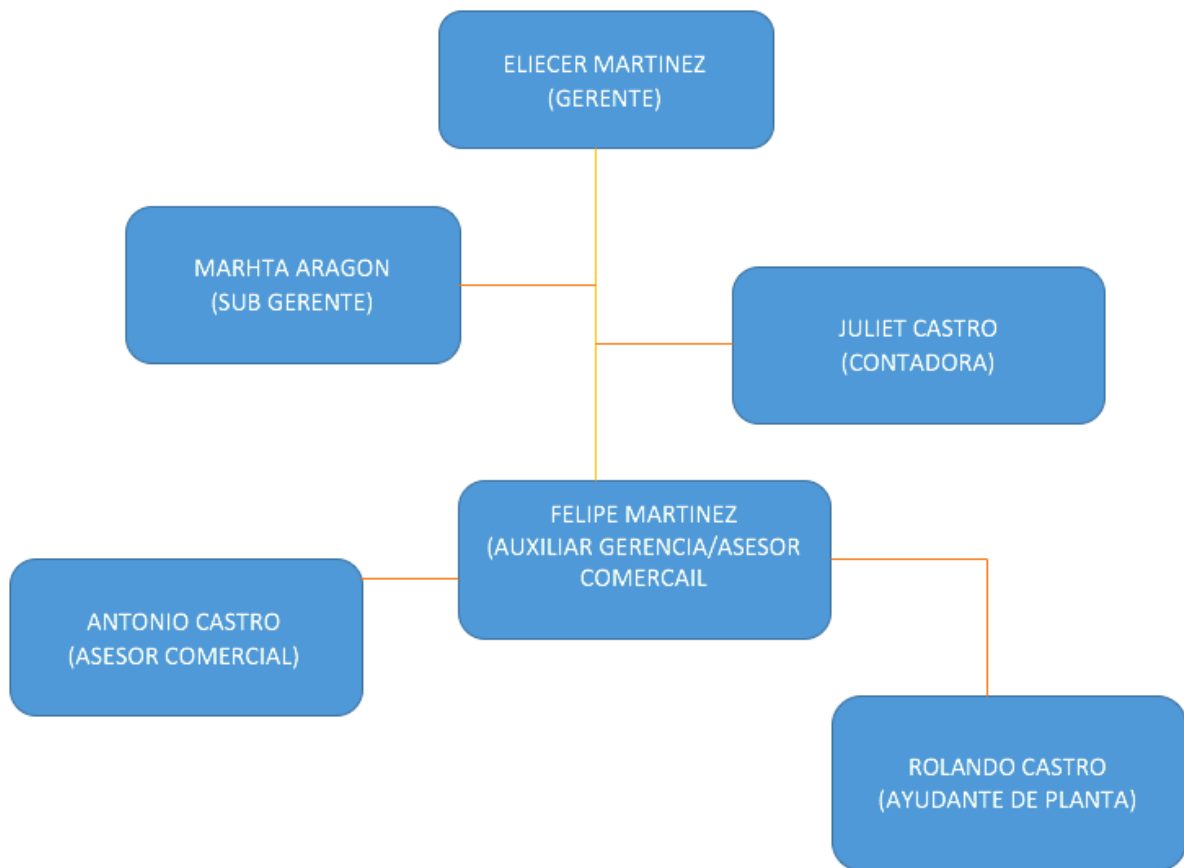 ELIECER MARTINEZ
(GERENTE)
MARHTA ARAGON
(SUB GERENTE)
JULIET CASTRO
(CONTADORA)
FELIPE MARTINEZ
(AUXILIAR GERENCIA/ASESOR
COMERCAIL
ANTONIO CASTRO
(ASESOR COMERCIAL)
ROLANDO CASTRO
(AYUDANTE DE PLANTA)